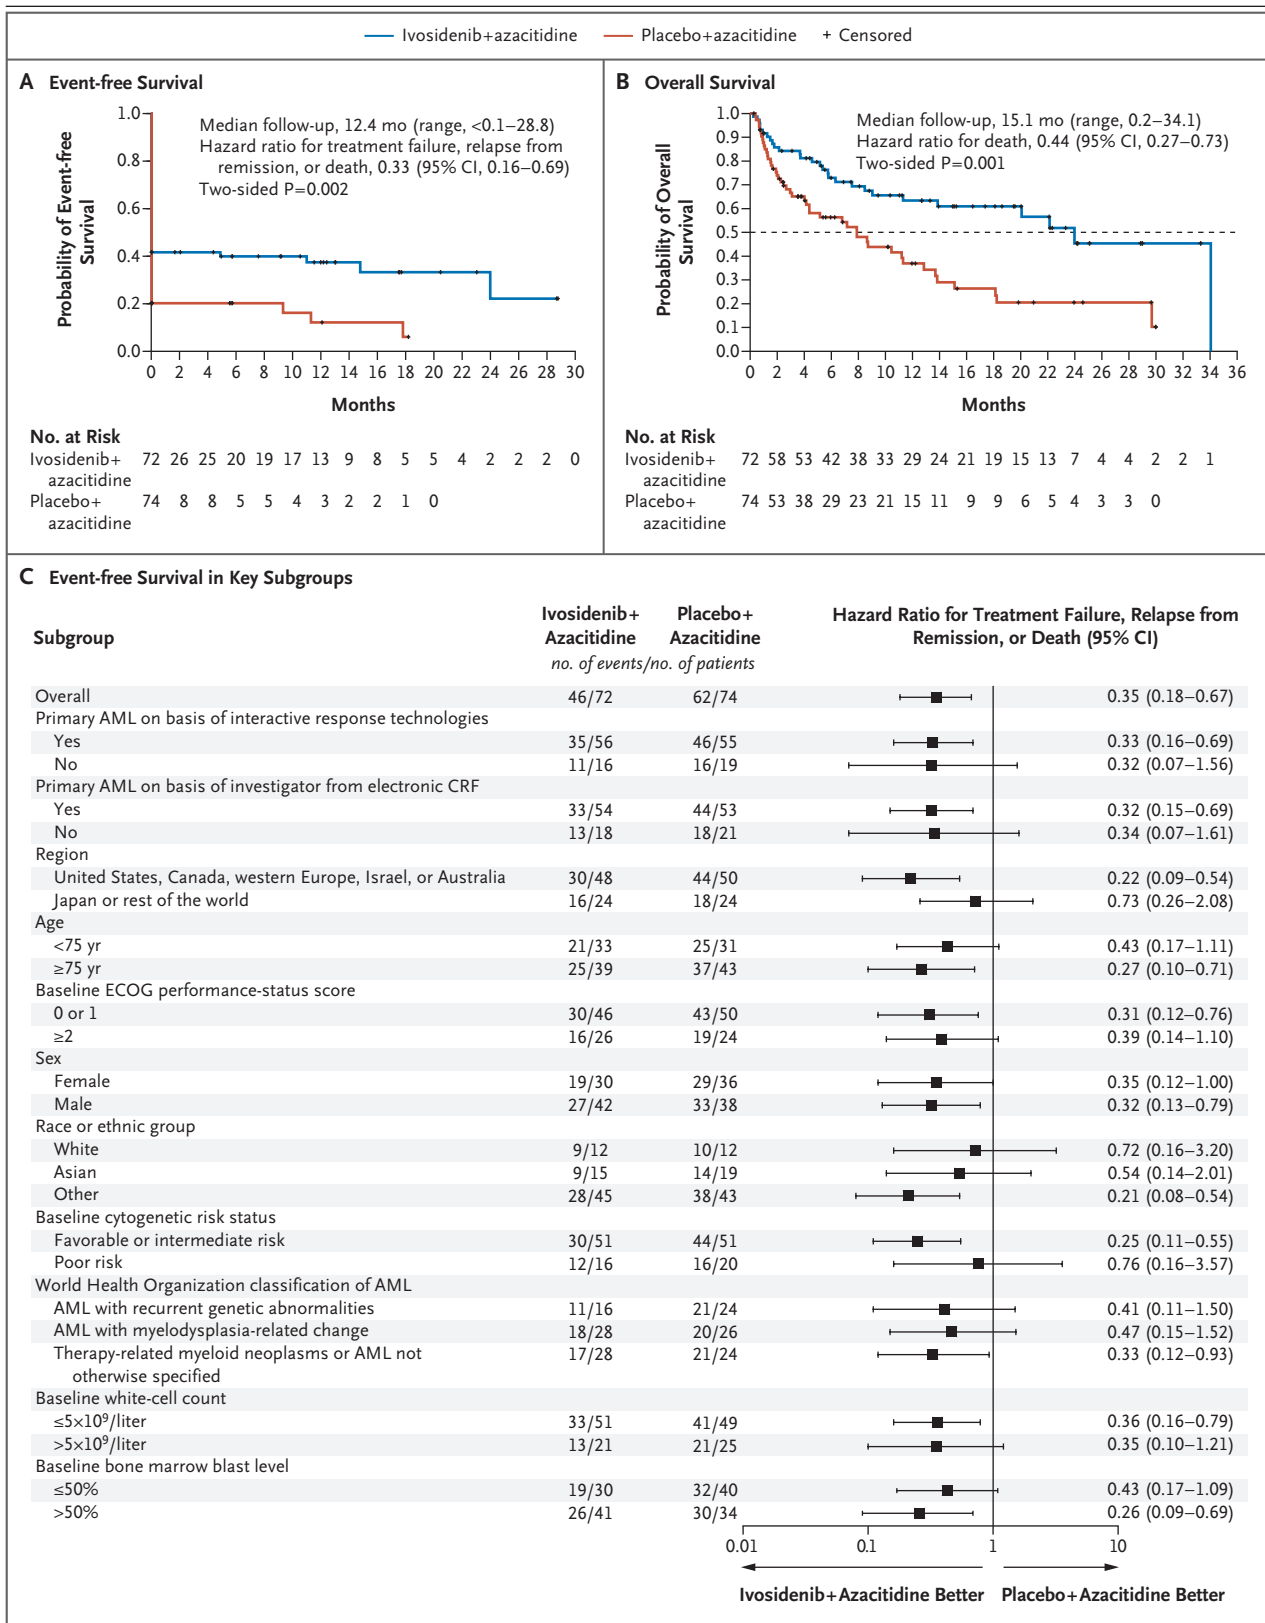 Ivosidenib+azacitidine Placebo+azacitidine + Censored
A Event-free Survival
Probability of Event-free
Survival
1.0
0.8
0.6
0.4
0.2
0.0
Median follow-up, 12.4 mo (range, <0.1–28.8)
Hazard ratio for treatment failure, relapse from
remission, or death, 0.33 (95% CI, 0.16–0.69)
Two-sided P=0.002
0 2 4 6 8 10 12 14 16 18 20 22 24 26 28 30
Months
No. at Risk
Ivosidenib+ 72 26 25 20 19 17 13 9 8 5 5 4 2 2 2 0
azacitidine
Placebo+ 74 8 8 5 5 4 3 2 2 1 0
azacitidine
B Overall Survival
Probability of Overall
Survival
1.0
0.9
0.8
0.7
0.6
0.5
0.4
0.3
0.2
0.1
0.0
Median follow-up, 15.1 mo (range, 0.2–34.1)
Hazard ratio for death, 0.44 (95% CI, 0.27–0.73)
Two-sided P=0.001
0 2 4 6 8 10 12 14 16 18 20 22 24 26 28 30 32 34 36
Months
No. at Risk
Ivosidenib+ 72 58 53 42 38 33 29 24 21 19 15 13 7 4 4 2 2 1
azacitidine
Placebo+ 74 53 38 29 23 21 15 11 9 9 6 5 4 3 3 0
azacitidine
C Event-free Survival in Key Subgroups
Subgroup
Ivosidenib+
Azacitidine
Placebo+
Azacitidine
Hazard Ratio for Treatment Failure, Relapse from
Remission, or Death (95% CI)
no. of events/no. of patients
Overall 46/72 62/74 0.35 (0.18–0.67)
Primary AML on basis of interactive response technologies
Yes 35/56 46/55 0.33 (0.16–0.69)
No 11/16 16/19 0.32 (0.07–1.56)
Primary AML on basis of investigator from electronic CRF
Yes 33/54 44/53 0.32 (0.15–0.69)
No 13/18 18/21 0.34 (0.07–1.61)
Region
United States, Canada, western Europe, Israel, or Australia 30/48 44/50 0.22 (0.09–0.54)
Japan or rest of the world 16/24 18/24 0.73 (0.26–2.08)
Age
<75 yr 21/33 25/31 0.43 (0.17–1.11)
≥75 yr 25/39 37/43 0.27 (0.10–0.71)
Baseline ECOG performance-status score
0 or 1 30/46 43/50 0.31 (0.12–0.76)
≥2 16/26 19/24 0.39 (0.14–1.10)
Sex
Female 19/30 29/36 0.35 (0.12–1.00)
Male 27/42 33/38 0.32 (0.13–0.79)
Race or ethnic group
White 9/12 10/12 0.72 (0.16–3.20)
Asian 9/15 14/19 0.54 (0.14–2.01)
Other 28/45 38/43 0.21 (0.08–0.54)
Baseline cytogenetic risk status
Favorable or intermediate risk 30/51 44/51 0.25 (0.11–0.55)
Poor risk 12/16 16/20 0.76 (0.16–3.57)
World Health Organization classification of AML
AML with recurrent genetic abnormalities 11/16 21/24 0.41 (0.11–1.50)
AML with myelodysplasia-related change 18/28 20/26 0.47 (0.15–1.52)
Therapy-related myeloid neoplasms or AML not 17/28 21/24 0.33 (0.12–0.93)
otherwise specified
Baseline white-cell count
≤5×10⁹/liter 33/51 41/49 0.36 (0.16–0.79)
>5×10⁹/liter 13/21 21/25 0.35 (0.10–1.21)
Baseline bone marrow blast level
≤50% 19/30 32/40 0.43 (0.17–1.09)
>50% 26/41 30/34 0.26 (0.09–0.69)
0.01 0.1 1 10
Ivosidenib+Azacitidine Better Placebo+Azacitidine Better